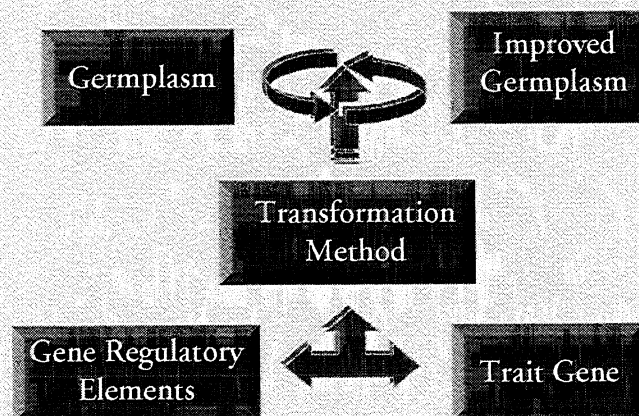 Germplasm
Improved
Germplasm
Transformation
Method
Gene Regulatory
Elements
Trait Gene